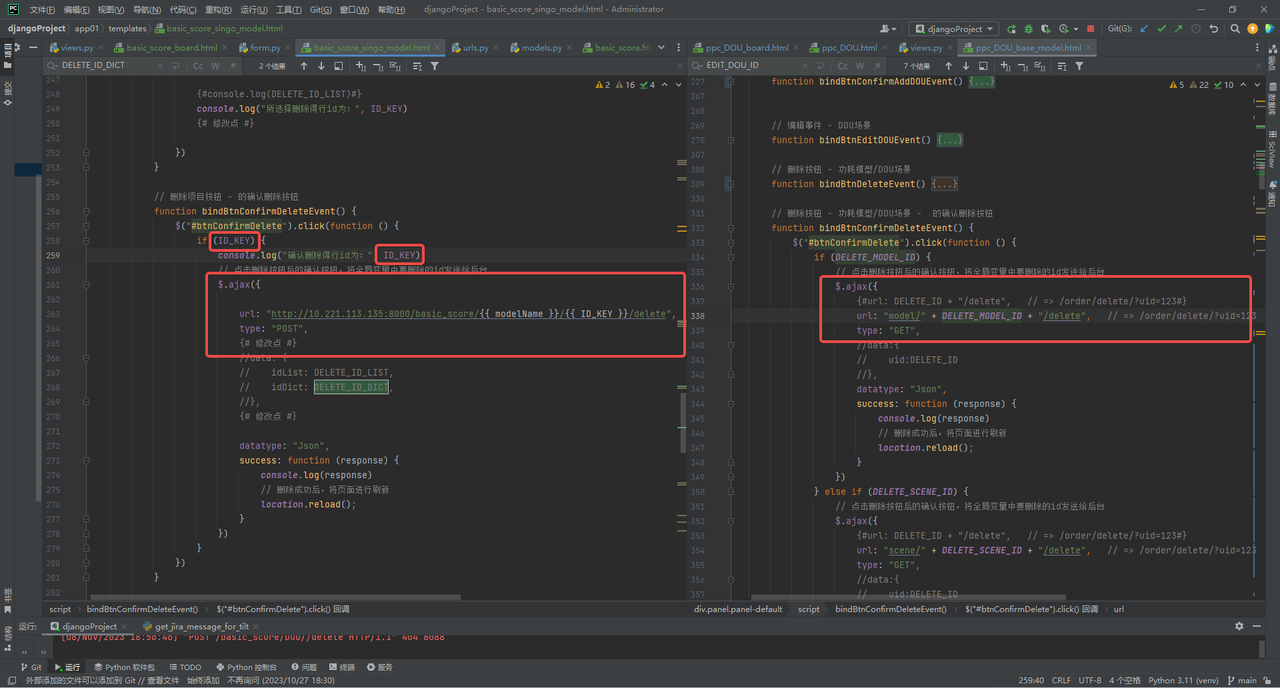 文件(F) 编辑(E) 视图(V) 导航(N) 代码(C) 重构(R) 运行(U) 工具(T) Git(G) 窗口(W) 帮助(H) djangoProject - basic_score_singo_model.html - Administrator
djangoProject app01 templates basic_score_singo_model.html
djangoProject Git(G):
views.py basic_score_board.html form.py basic_score_singo_model.html urls.py models.py basic_score.h
DELETE_ID_DICT Cc W .* 2个结果
2 16 4
247
248 {#console.log(DELETE_ID_LIST)#}
249 console.log("所选择删除得行id为: ", ID_KEY)
250 {# 修改点 #}
251
252 })
253 }
254
255 // 删除项目按钮 - 的确认删除按钮
256 function bindBtnConfirmDeleteEvent() {
257 $("#btnConfirmDelete").click(function () {
258 if (ID_KEY) {
259 console.log("确认删除得行id为: " ID_KEY)
260 // 点击删除按钮后的确认按钮，将全局变里中要删除的id发送给后台
261 $.ajax({
262
263 url: "http://10.221.113.135:8000/basic_score/{{ modelName }}/{{ ID_KEY }}/delete",
264 type: "POST",
265 {# 修改点 #}
266 //data: {
267 // idList: DELETE_ID_LIST,
268 // idDict: DELETE_ID_DICT,
269 //},
270 {# 修改点 #}
271
272 datatype: "Json",
273 success: function (response) {
274 console.log(response)
275 // 删除成功后，将页面进行刷新
276 location.reload();
277 }
278 })
279 }
280 })
281 }
282
script bindBtnConfirmDeleteEvent() $("#btnConfirmDelete").click() 回调
ppc_DOU_board.html ppc_DOU.html views.py ppc_DOU_base_model.html
EDIT_DOU_ID Cc W .* 7个结果
5 22 10
227 function bindConfirmAddDOUEvent() {...}
268
269 // 编辑事件 - DOU场景
270 function bindBtnEditDOUEvent() {...}
307
308 // 删除按钮 - 功耗模型/DOU场景
309 function bindBtnDeleteEvent() {...}
330
331 // 删除按钮 - 功耗模型/DOU场景 - 的确认删除按钮
332 function bindBtnConfirmDeleteEvent() {
333 $("#btnConfirmDelete").click(function () {
334 if (DELETE_MODEL_ID) {
335 // 点击删除按钮后的确认按钮，将全局变里中要删除的id发送给后台
336 $.ajax({
337 {#url: DELETE_ID + "/delete", // => /order/delete/?uid=123#}
338 url: "model/" + DELETE_MODEL_ID + "/delete", // => /order/delete/?uid=123
339 type: "GET",
340 //data:{
341 // uid:DELETE_ID
342 //},
343 datatype: "Json",
344 success: function (response) {
345 console.log(response)
346 // 删除成功后，将页面进行刷新
347 location.reload();
348 }
349 })
350 } else if (DELETE_SCENE_ID) {
351 // 点击删除按钮后的确认按钮，将全局变里中要删除的id发送给后台
352 $.ajax({
353 {#url: DELETE_ID + "/delete", // => /order/delete/?uid=123#}
354 url: "scene/" + DELETE_SCENE_ID + "/delete", // => /order/delete/?uid=123
355 type: "GET",
356 //data:{
357 // uid:DELETE_ID
div.panel.panel-default script bindBtnConfirmDeleteEvent() $("#btnConfirmDelete").click() 回调 url
运行: djangoProject get_jira_message_for_tilt
Git 运行 Python 软件包 TODO Python 控制台 问题 终端 服务
外部添加的文件可以添加到 Git // 查看文件 始终添加 不再询问 (2023/10/27 18:30) 259:40 CRLF UTF-8 4 个空格 Python 3.11 (venv) main
项目
提交
书签
结构
数据库
SciView
通知